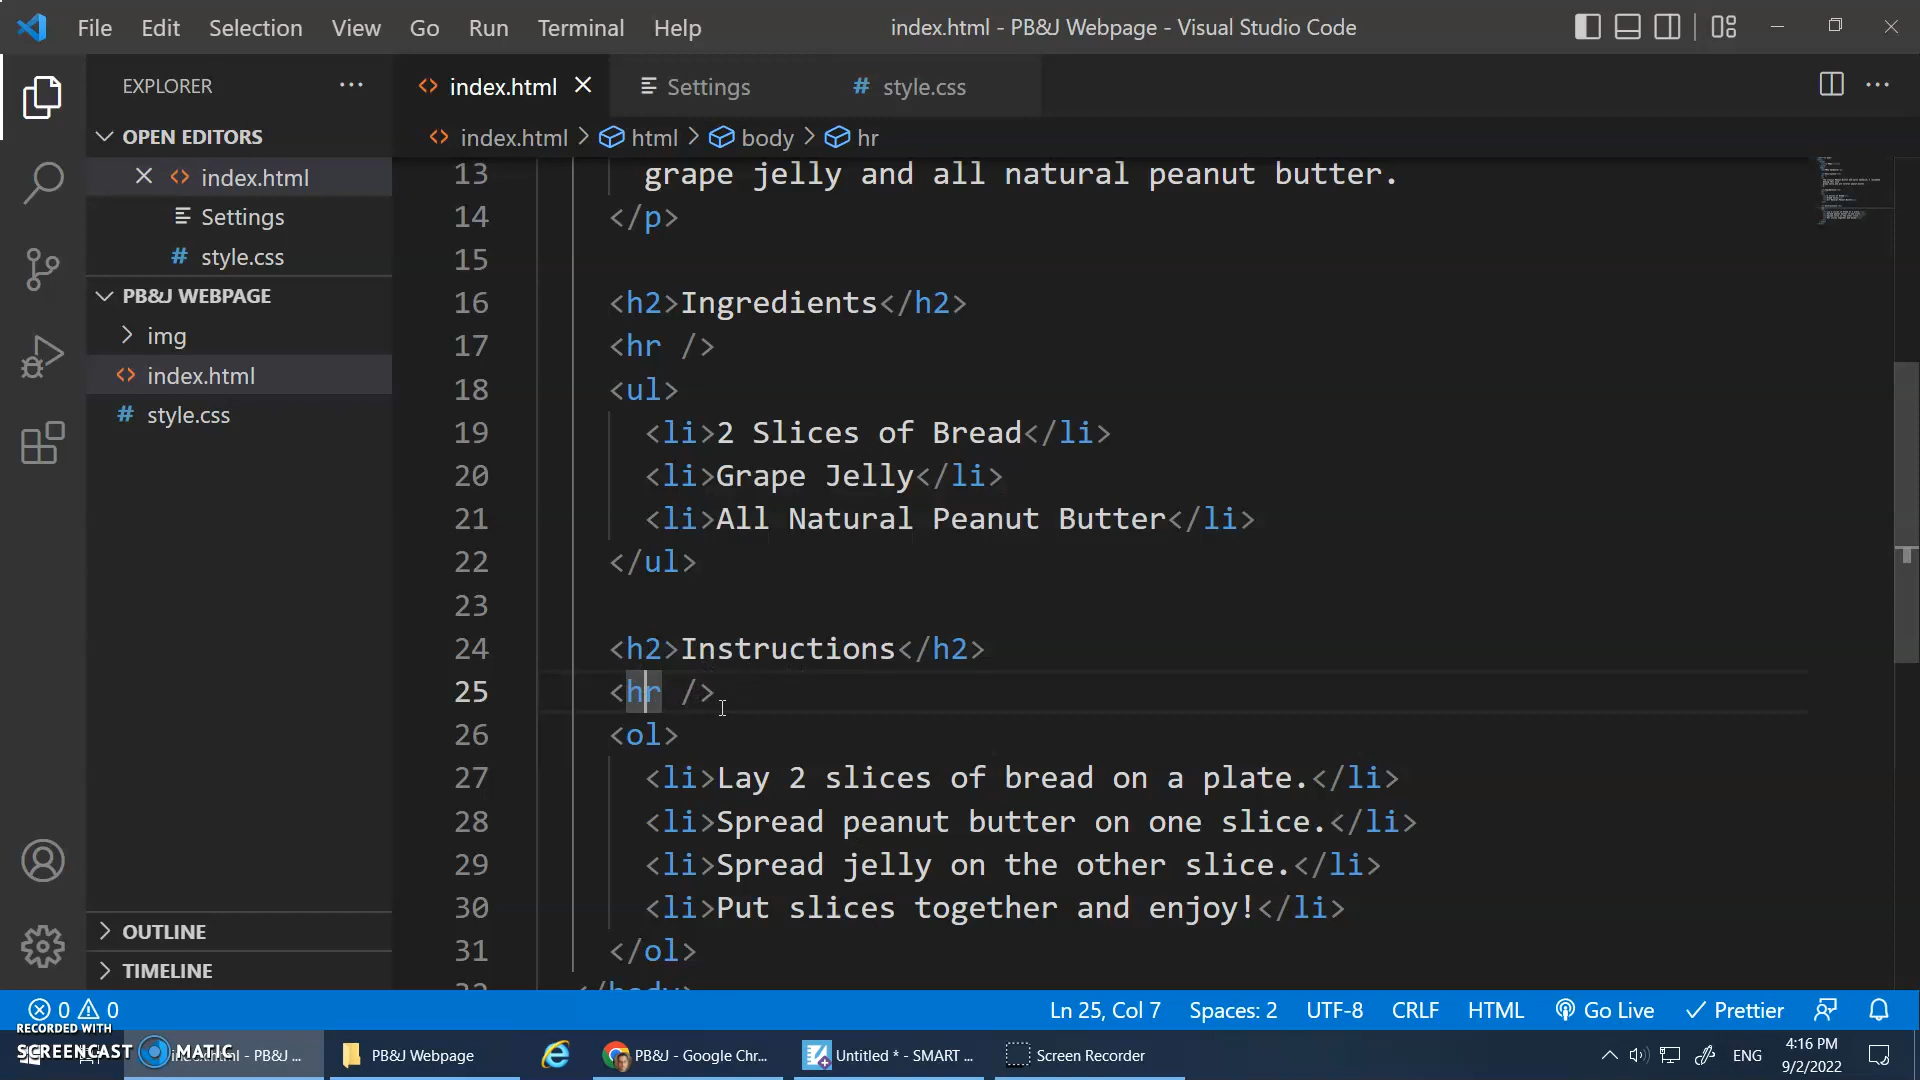 File Edit Selection View Go Run Terminal Help
index.html - PB&J Webpage - Visual Studio Code
EXPLORER
index.html Settings # style.css
index.html > html > body > hr
OPEN EDITORS
index.html
Settings
# style.css
PB&J WEBPAGE
img
index.html
# style.css
OUTLINE
TIMELINE
13 grape jelly and all natural peanut butter.
14 </p>
15
16 <h2>Ingredients</h2>
17 <hr />
18 <ul>
19 <li>2 Slices of Bread</li>
20 <li>Grape Jelly</li>
21 <li>All Natural Peanut Butter</li>
22 </ul>
23
24 <h2>Instructions</h2>
25 <hr />
26 <ol>
27 <li>Lay 2 slices of bread on a plate.</li>
28 <li>Spread peanut butter on one slice.</li>
29 <li>Spread jelly on the other slice.</li>
30 <li>Put slices together and enjoy!</li>
31 </ol>
32 </body>
0 0 Ln 25, Col 7 Spaces: 2 UTF-8 CRLF HTML Go Live Prettier
RECORDED WITH
SCREENCAST MATIC
index.html - PB&J ... PB&J Webpage PB&J - Google Chr... Untitled * - SMART ... Screen Recorder ENG
4:16 PM
9/2/2022